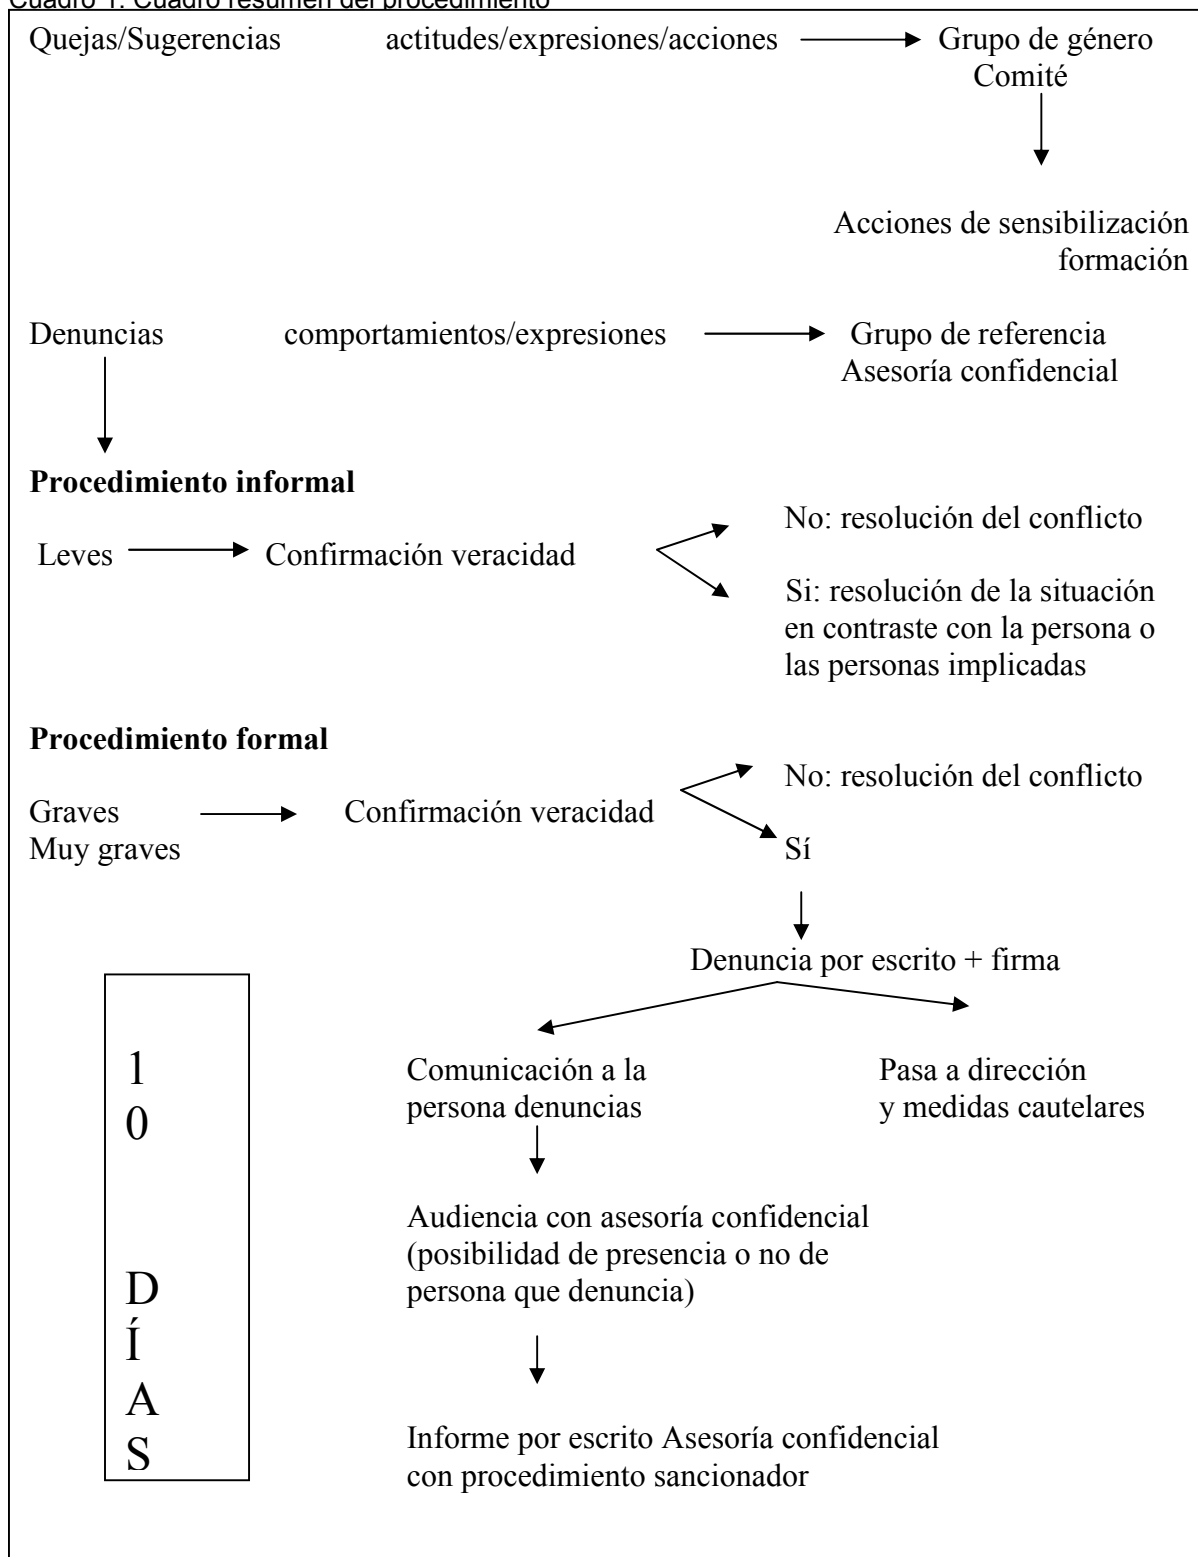 Cuadro 1. Cuadro resumen del procedimiento
Quejas/Sugerencias actitudes/expresiones/acciones Grupo de género
Comité
Acciones de sensibilización
formación
Denuncias comportamientos/expresiones Grupo de referencia
Asesoría confidencial
Procedimiento informal
No: resolución del conflicto
Leves Confirmación veracidad
Si: resolución de la situación
en contraste con la persona o
las personas implicadas
Procedimiento formal
No: resolución del conflicto
Graves Confirmación veracidad
Muy graves Sí
Denuncia por escrito + firma
Comunicación a la
persona denuncias
Pasa a dirección
y medidas cautelares
Audiencia con asesoría confidencial
(posibilidad de presencia o no de
persona que denuncia)
Informe por escrito Asesoría confidencial
con procedimiento sancionador
1
0
D
Í
A
S